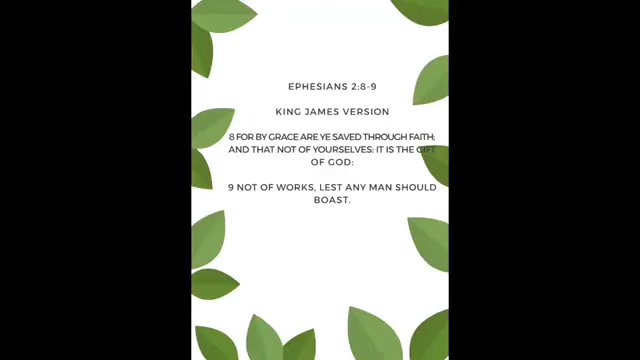 EPHESIANS 2:8-9
KING JAMES VERSION
8 FOR BY GRACE ARE YE SAVED THROUGH FAITH;
AND THAT NOT OF YOURSELVES: IT IS THE GIFT
OF GOD:
9 NOT OF WORKS, LEST ANY MAN SHOULD
BOAST.